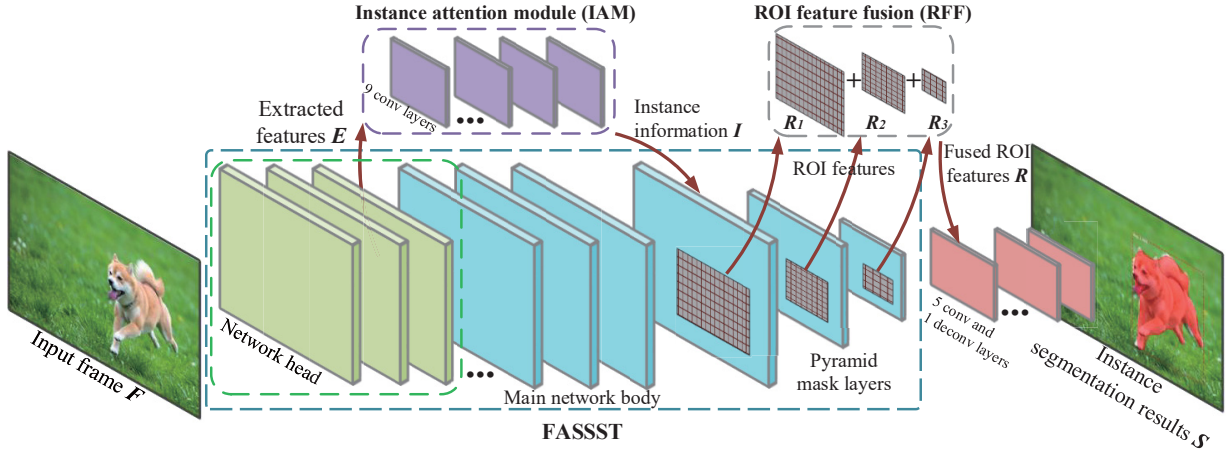 Instance attention module (IAM)
ROI feature fusion (RFF)
9 conv layers
Extracted
features E
Instance
information I
R1
+
R2
+
R3
ROI features
Fused ROI
features R
Input frame F
Network head
Main network body
Pyramid
mask layers
5 conv and
1 deconv layers
Instance
segmentation results S
FASSST